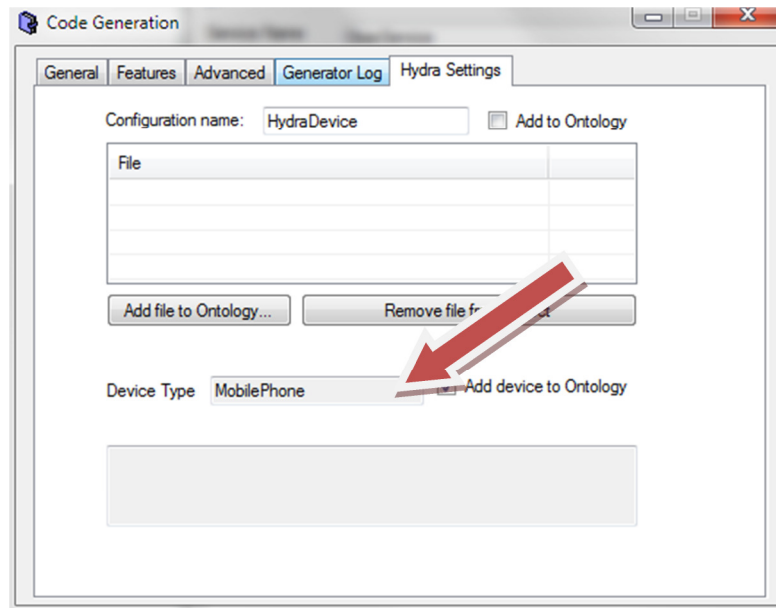 Code Generation
General Features Advanced Generator Log Hydra Settings
Configuration name: HydraDevice Add to Ontology
File
Add file to Ontology... Remove file
Device Type MobilePhone Add device to Ontology